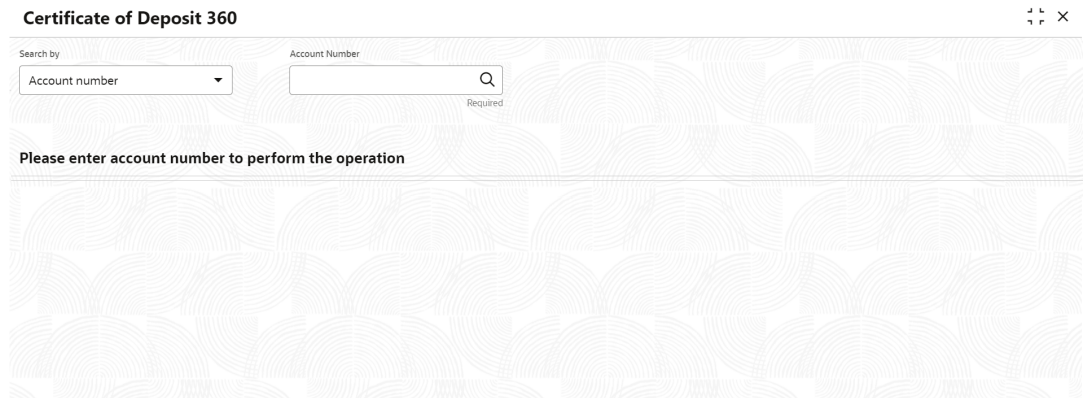 Certificate of Deposit 360
Search by
Account Number
Account number
Required
Please enter account number to perform the operation